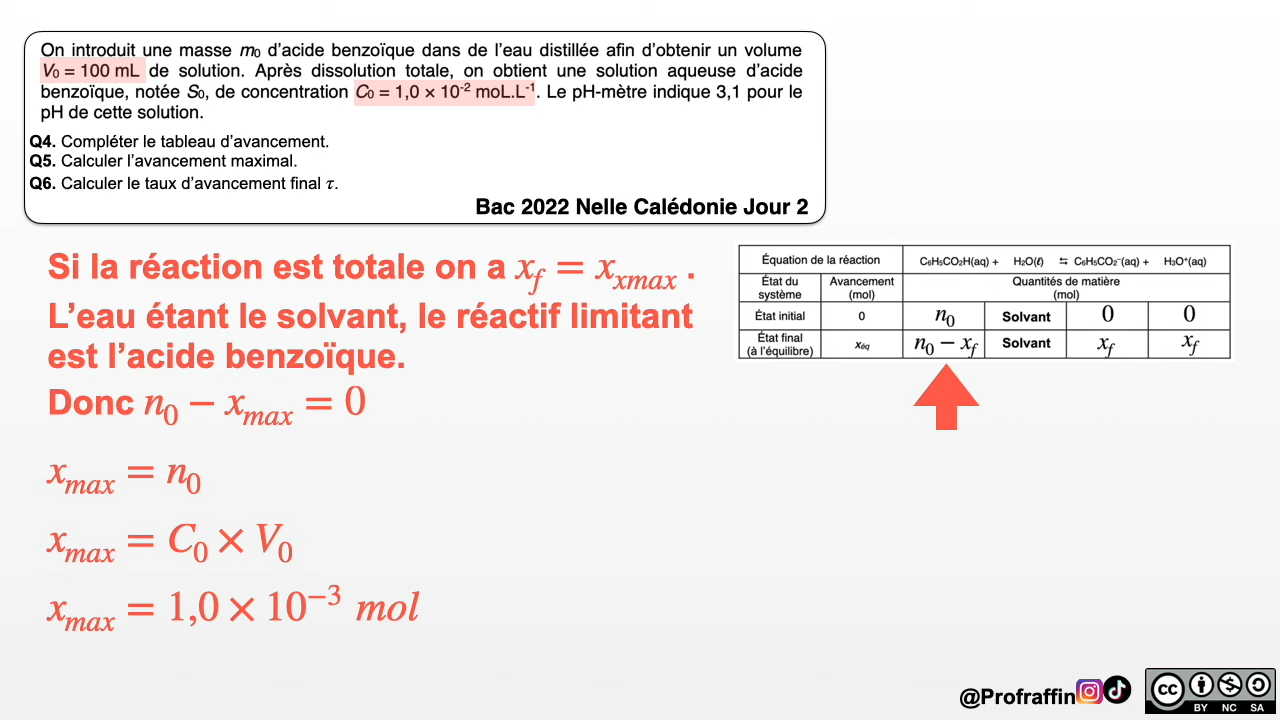 On introduit une masse m₀ d'acide benzoïque dans de l'eau distillée afin d'obtenir un volume
V₀ = 100 mL de solution. Après dissolution totale, on obtient une solution aqueuse d'acide
benzoïque, notée S₀, de concentration C₀ = 1,0 × 10⁻² moL.L⁻¹. Le pH-mètre indique 3,1 pour le
pH de cette solution.
Q4. Compléter le tableau d'avancement.
Q5. Calculer l'avancement maximal.
Q6. Calculer le taux d'avancement final τ.
Bac 2022 Nelle Calédonie Jour 2
Si la réaction est totale on a x_f = x_xmax .
L'eau étant le solvant, le réactif limitant
est l'acide benzoïque.
Donc n₀ − x_max = 0
x_max = n₀
x_max = C₀ × V₀
x_max = 1,0 × 10⁻³ mol
Équation de la réaction C₆H₅CO₂H(aq) + H₂O(ℓ) ⇆ C₆H₅CO₂⁻(aq) + H₃O⁺(aq)
État du système Avancement (mol) Quantités de matière (mol)
État initial 0 n₀ Solvant 0 0
État final (à l'équilibre) x_éq n₀ − x_f Solvant x_f x_f
@Profraffin
cc
BY NC SA